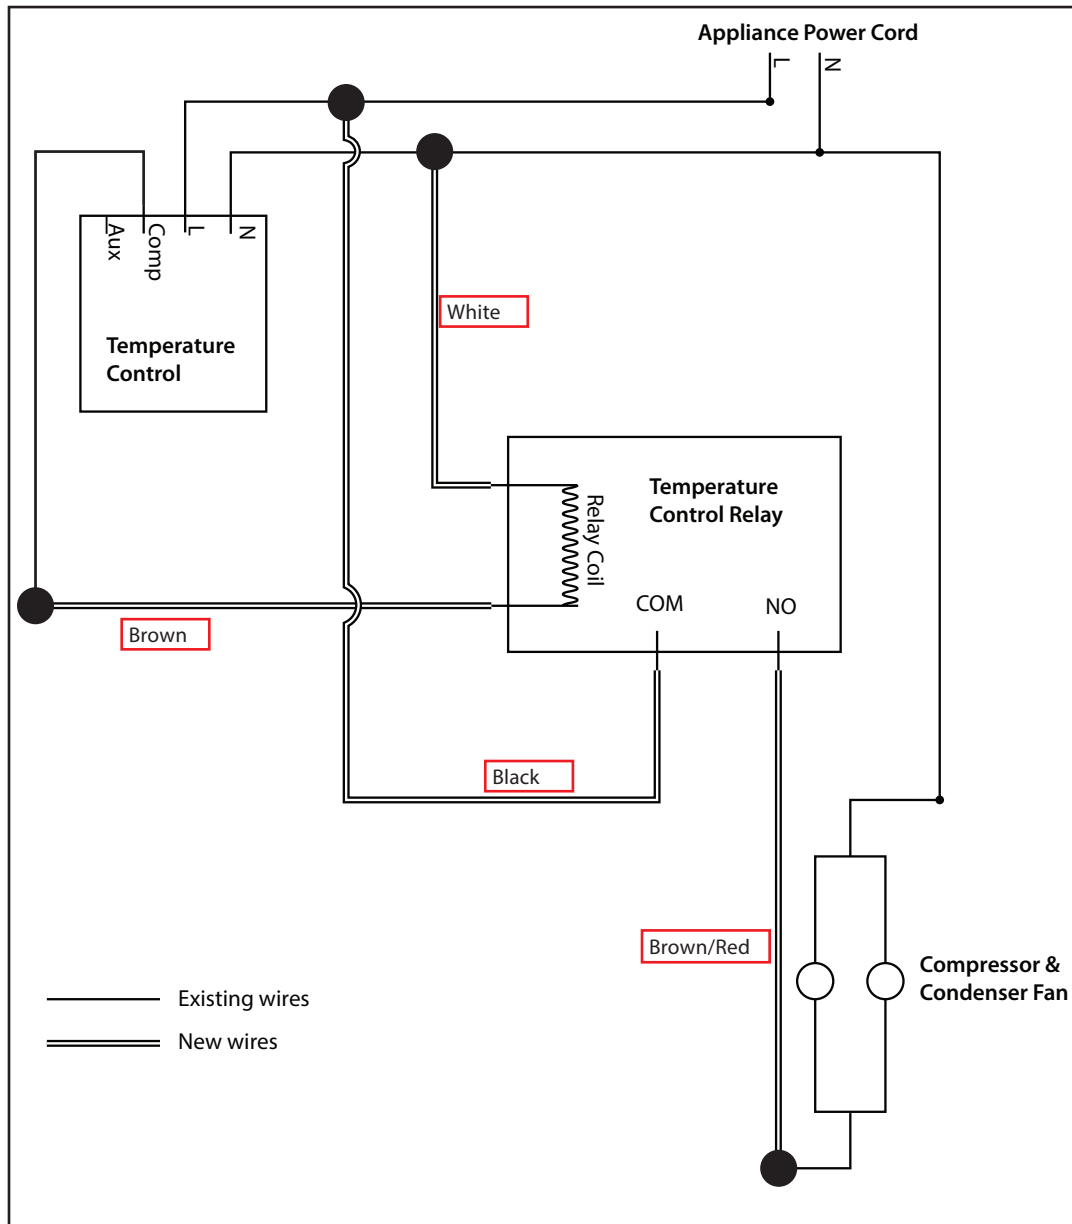 Appliance Power Cord
L
N
Aux
Comp
L
N
Temperature
Control
White
Temperature
Control Relay
Relay Coil
COM
NO
Brown
Black
Brown/Red
Compressor &
Condenser Fan
Existing wires
New wires